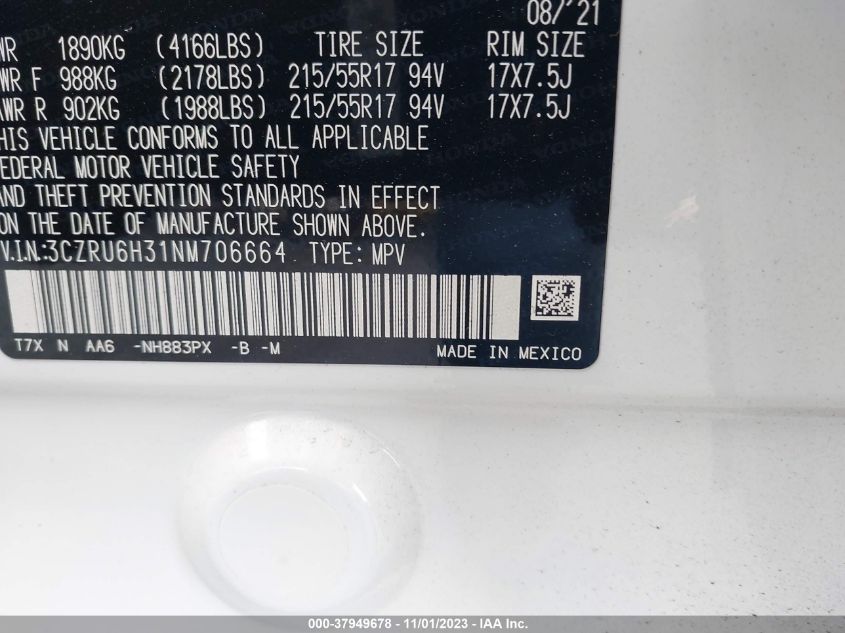 08/'21
WR 1890KG (4166LBS) TIRE SIZE RIM SIZE
WR F 988KG (2178LBS) 215/55R17 94V 17X7.5J
AWR R 902KG (1988LBS) 215/55R17 94V 17X7.5J
THIS VEHICLE CONFORMS TO ALL APPLICABLE
FEDERAL MOTOR VEHICLE SAFETY
AND THEFT PREVENTION STANDARDS IN EFFECT
ON THE DATE OF MANUFACTURE SHOWN ABOVE.
V.I.N.:3CZRU6H31NM706664 TYPE: MPV
T7X N AA6 -NH883PX -B -M MADE IN MEXICO
000-37949678 - 11/01/2023 - IAA Inc.